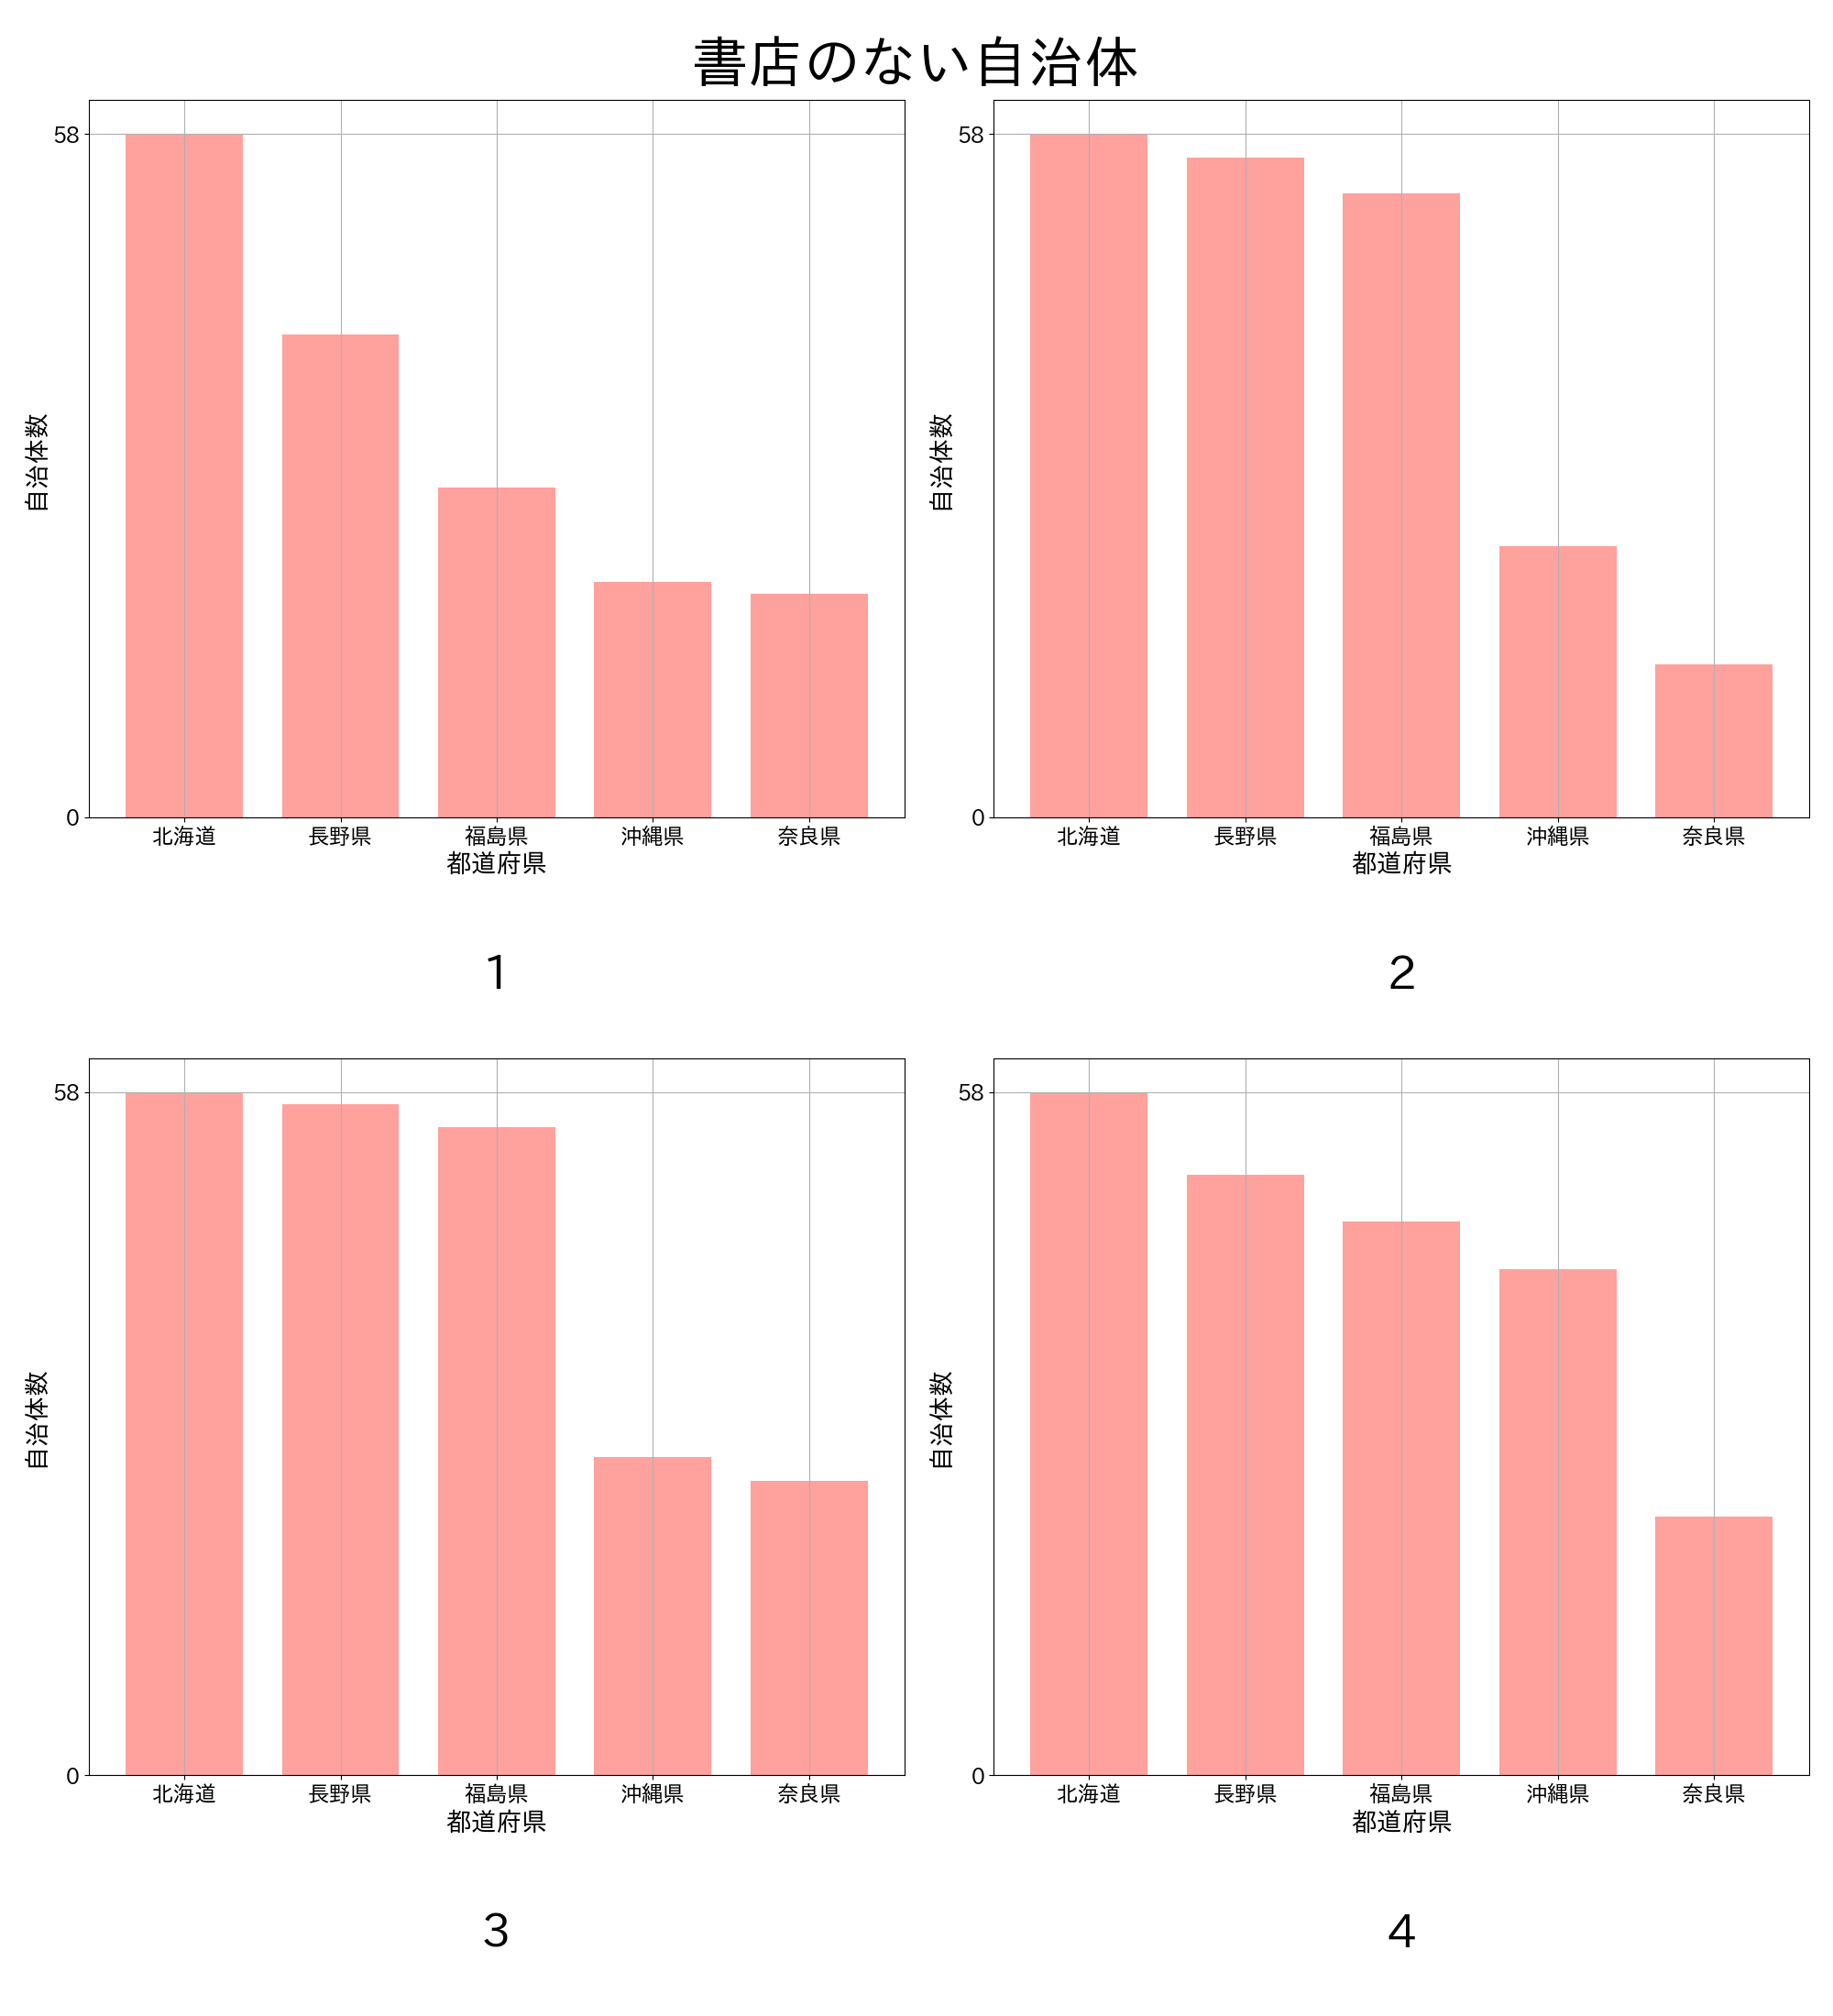 書店のない自治体
58
0
自治体数
北海道 長野県 福島県 沖縄県 奈良県
都道府県
1
58
0
自治体数
北海道 長野県 福島県 沖縄県 奈良県
都道府県
2
58
0
自治体数
北海道 長野県 福島県 沖縄県 奈良県
都道府県
3
58
0
自治体数
北海道 長野県 福島県 沖縄県 奈良県
都道府県
4